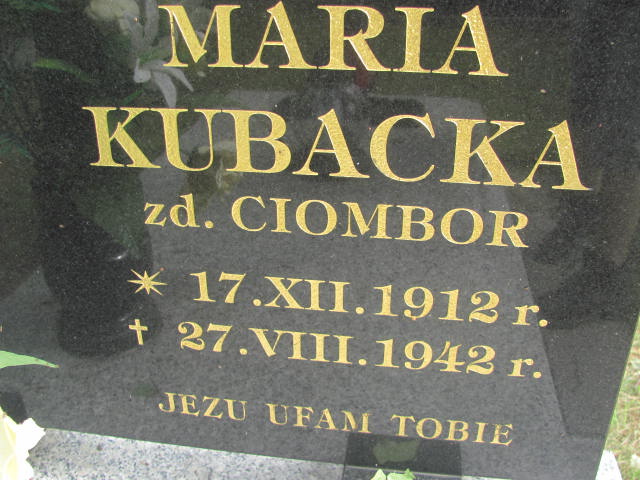 MARIA
KUBACKA
zd. CIOMBOR
* 17.XII.1912 r.
† 27.VIII.1942 r.
JEZU UFAM TOBIE